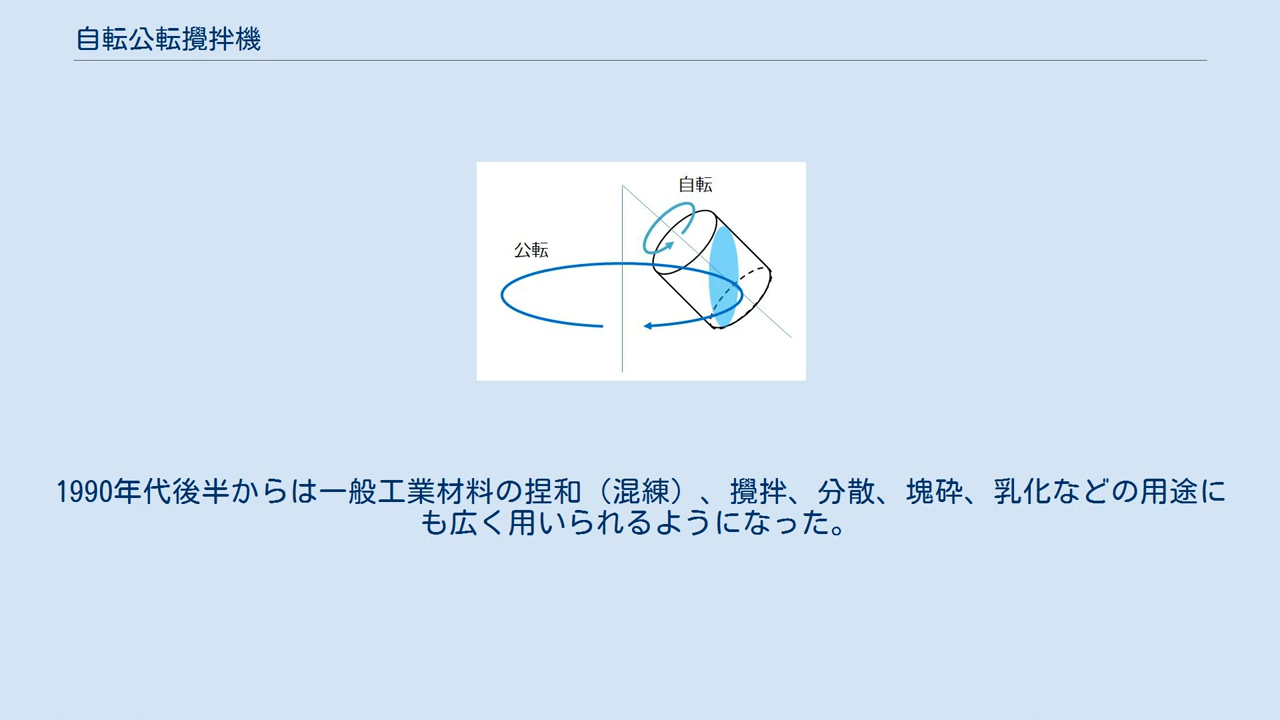 自転公転攪拌機
自転
公転
1990年代後半からは一般工業材料の捏和（混練）、攪拌、分散、塊砕、乳化などの用途に
も広く用いられるようになった。